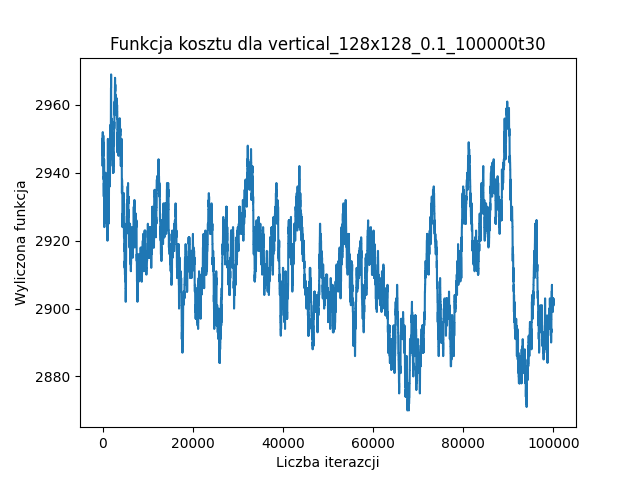 Funkcja kosztu dla vertical_128x128_0.1_100000t30
Wyliczona funkcja
2960
2940
2920
2900
2880
0 20000 40000 60000 80000 100000
Liczba iterazcji